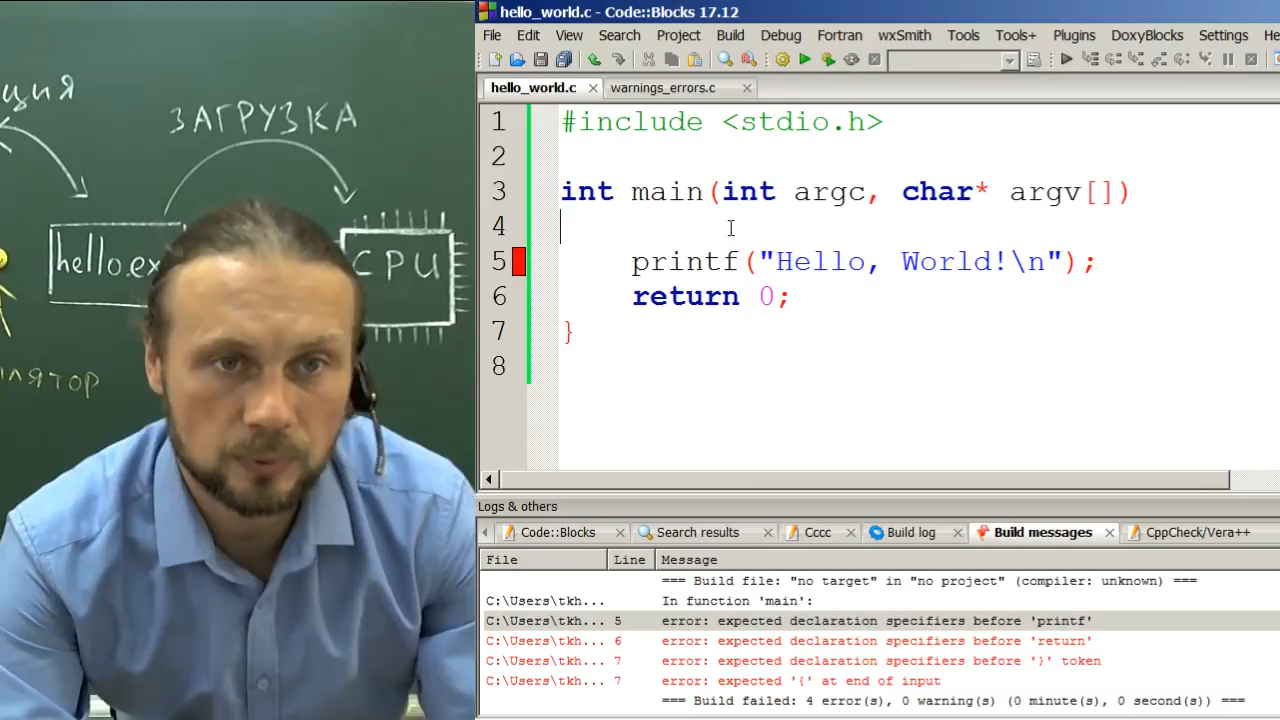 ция
ЗАГРУЗКА
hello.ex
CPU
лятор
hello_world.c - Code::Blocks 17.12
File Edit View Search Project Build Debug Fortran wxSmith Tools Tools+ Plugins DoxyBlocks Settings He
hello_world.c warnings_errors.c
1 #include <stdio.h>
2
3 int main(int argc, char* argv[])
4
5 printf("Hello, World!\n");
6 return 0;
7 }
8
Logs & others
Code::Blocks Search results Cccc Build log Build messages CppCheck/Vera++
File Line Message
=== Build file: "no target" in "no project" (compiler: unknown) ===
C:\Users\tkh... In function 'main':
C:\Users\tkh... 5 error: expected declaration specifiers before 'printf'
C:\Users\tkh... 6 error: expected declaration specifiers before 'return'
C:\Users\tkh... 7 error: expected declaration specifiers before '}' token
C:\Users\tkh... 7 error: expected '{' at end of input
=== Build failed: 4 error(s), 0 warning(s) (0 minute(s), 0 second(s)) ===